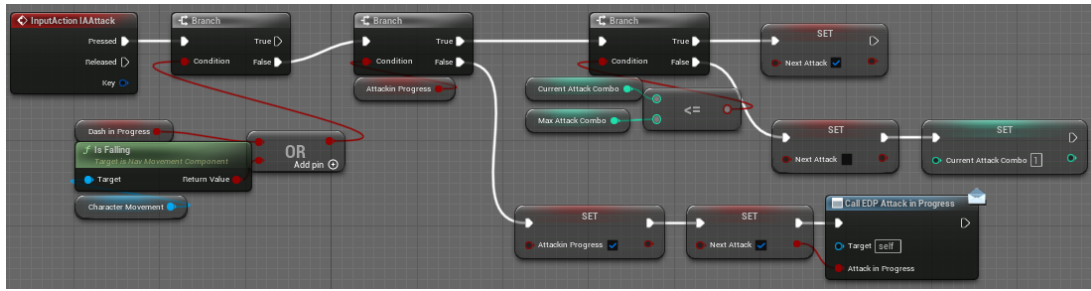 InputAction IAAttack
Pressed
Released
Key
Branch
Condition
True
False
Branch
Condition
True
False
Attackin Progress
Branch
Condition
True
False
SET
Next Attack
Current Attack Combo
Max Attack Combo
<=
Dash in Progress
Is Falling
Target is Nav Movement Component
Target
Return Value
OR
Add pin
Character Movement
SET
Next Attack
SET
Current Attack Combo 1
SET
Attackin Progress
SET
Next Attack
Call EDP Attack in Progress
Target self
Attack in Progress